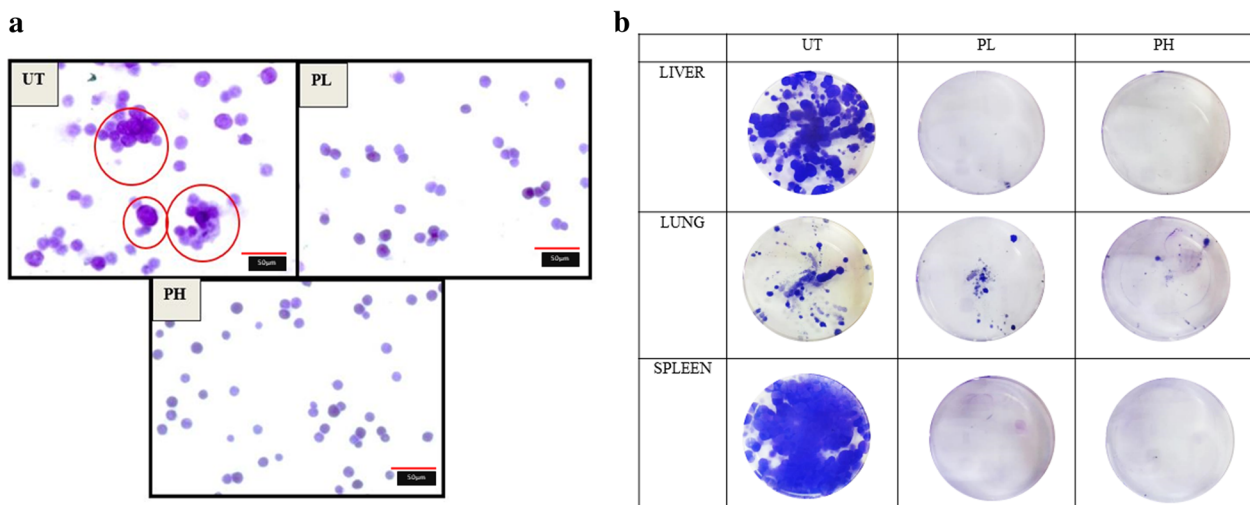 a
UT
50μm
PL
50μm
PH
50μm
b
UT PL PH
LIVER
LUNG
SPLEEN